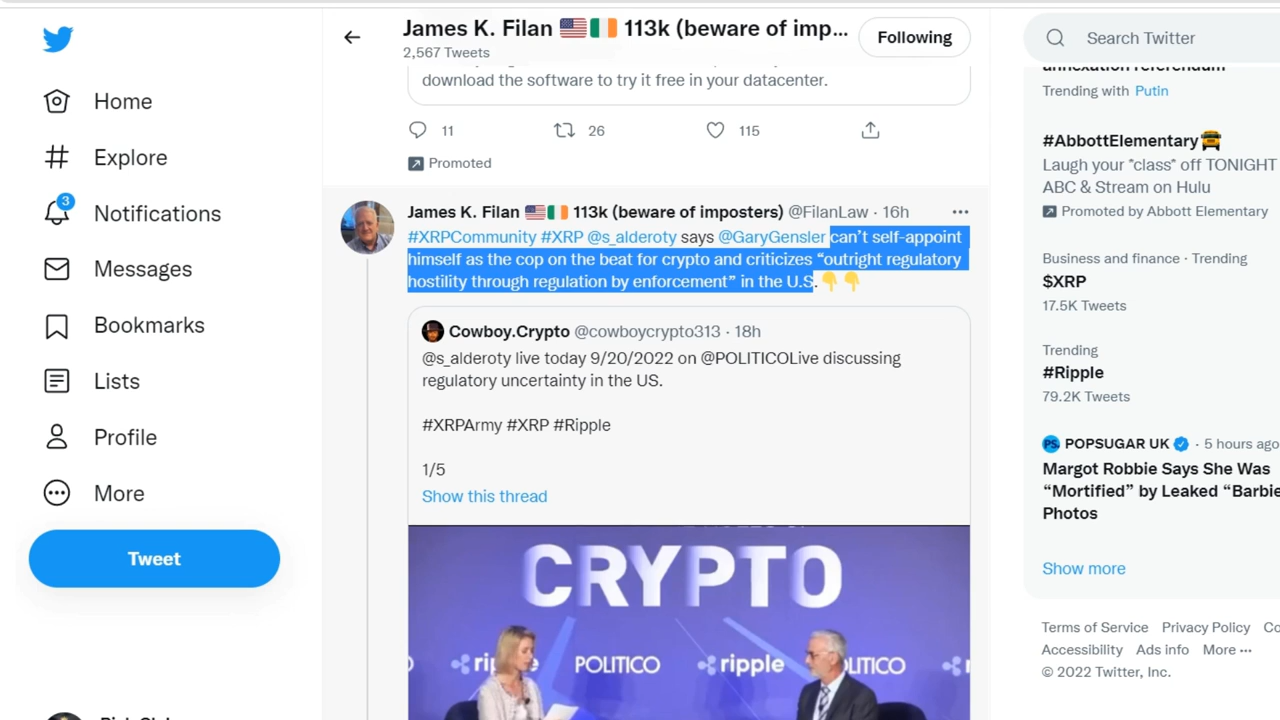 Home
Explore
3
Notifications
Messages
Bookmarks
Lists
Profile
More
Tweet
James K. Filan 🇺🇸🇮🇪 113k (beware of imp...
2,567 Tweets
Following
download the software to try it free in your datacenter.
11
26
115
Promoted
James K. Filan 🇺🇸🇮🇪 113k (beware of imposters) @FilanLaw · 16h
#XRPCommunity #XRP @s_alderoty says @GaryGensler can’t self-appoint
himself as the cop on the beat for crypto and criticizes “outright regulatory
hostility through regulation by enforcement” in the U.S.👇👇
Cowboy.Crypto @cowboycrypto313 · 18h
@s_alderoty live today 9/20/2022 on @POLITICOLive discussing
regulatory uncertainty in the US.
#XRPArmy #XRP #Ripple
1/5
Show this thread
CRYPTO
ripple POLITICO ripple POLITICO
Search Twitter
annexation referendum
Trending with Putin
#AbbottElementary
Laugh your "class" off TONIGHT
ABC & Stream on Hulu
Promoted by Abbott Elementary
Business and finance · Trending
$XRP
17.5K Tweets
Trending
#Ripple
79.2K Tweets
PS. POPSUGAR UK · 5 hours ago
Margot Robbie Says She Was
“Mortified” by Leaked “Barbie
Photos
Show more
Terms of Service Privacy Policy Co
Accessibility Ads info More ···
© 2022 Twitter, Inc.